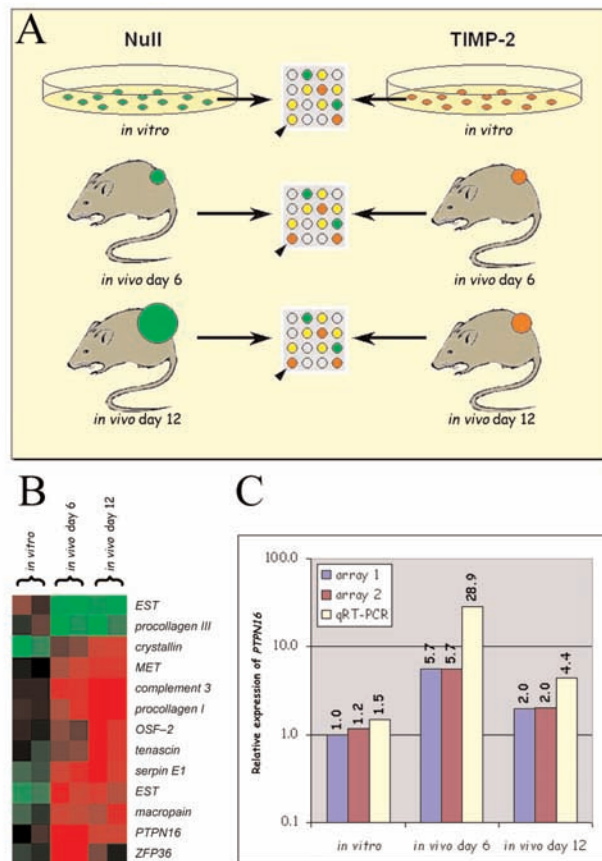 A
Null
TIMP-2
in vitro
in vitro
in vivo day 6
in vivo day 6
in vivo day 12
in vivo day 12
B
in vitro
in vivo day 6
in vivo day 12
EST
procollagen III
crystallin
MET
complement 3
procollagen I
OSF-2
tenascin
serpin E1
EST
macropain
PTPN16
ZFP36
C
Relative expression of PTPN16
100.0
10.0
1.0
0.1
array 1
array 2
qRT-PCR
1.0
1.2
1.5
5.7
5.7
28.9
2.0
2.0
4.4
in vitro
in vivo day 6
in vivo day 12